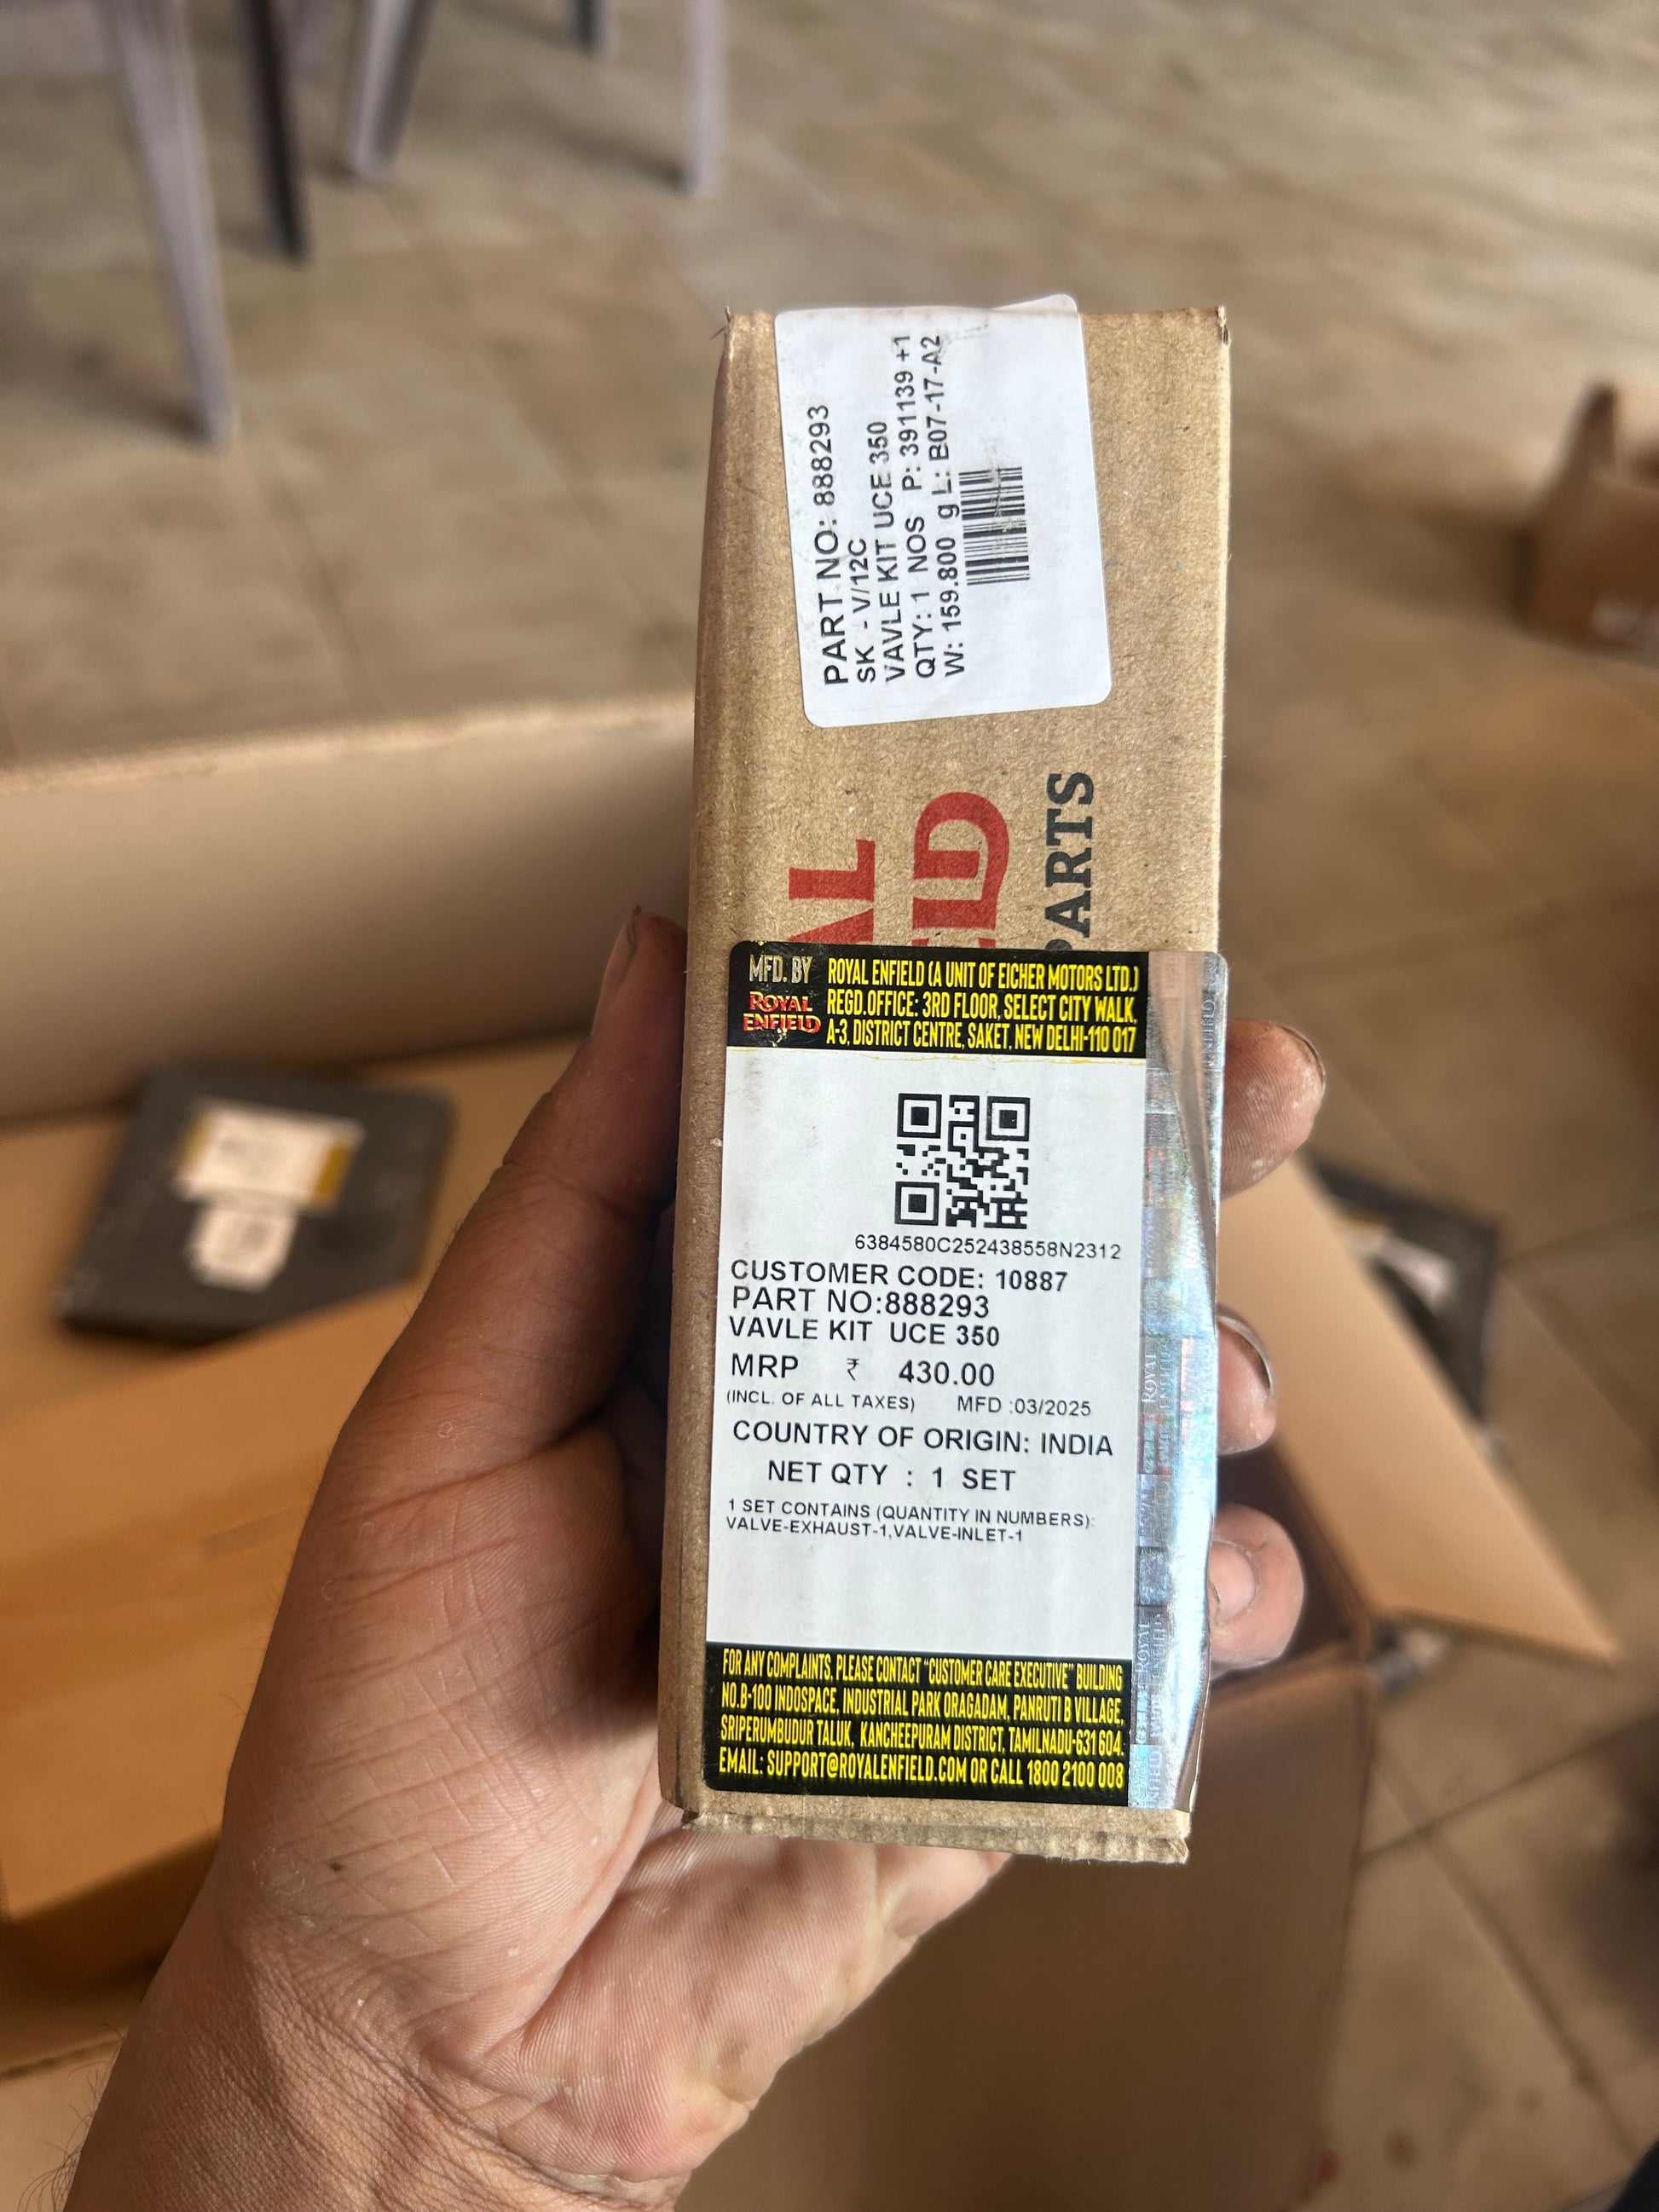 PART NO: 888293
SK - V/12C
VAVLE KIT UCE 350
QTY: 1 NOS P: 391139 +1
W: 159.800 g L: B07-17-A2
AL
ELD
PARTS
MFD. BY
ROYAL
ENFIELD
ROYAL ENFIELD (A UNIT OF EICHER MOTORS LTD.)
REGD.OFFICE: 3RD FLOOR, SELECT CITY WALK,
A-3, DISTRICT CENTRE, SAKET, NEW DELHI-110 017
6384580C252438558N2312
CUSTOMER CODE: 10887
PART NO:888293
VAVLE KIT UCE 350
MRP ₹ 430.00
(INCL. OF ALL TAXES) MFD :03/2025
COUNTRY OF ORIGIN: INDIA
NET QTY : 1 SET
1 SET CONTAINS (QUANTITY IN NUMBERS):
VALVE-EXHAUST-1,VALVE-INLET-1
FOR ANY COMPLAINTS, PLEASE CONTACT "CUSTOMER CARE EXECUTIVE" BUILDING
NO.B-100 INDOSPACE, INDUSTRIAL PARK ORAGADAM, PANRUTI B VILLAGE,
SRIPERUMBUDUR TALUK, KANCHEEPURAM DISTRICT, TAMILNADU-631 604.
EMAIL: SUPPORT@ROYALENFIELD.COM OR CALL 1800 2100 008
ROYAL
ROYAL
ENFIELD